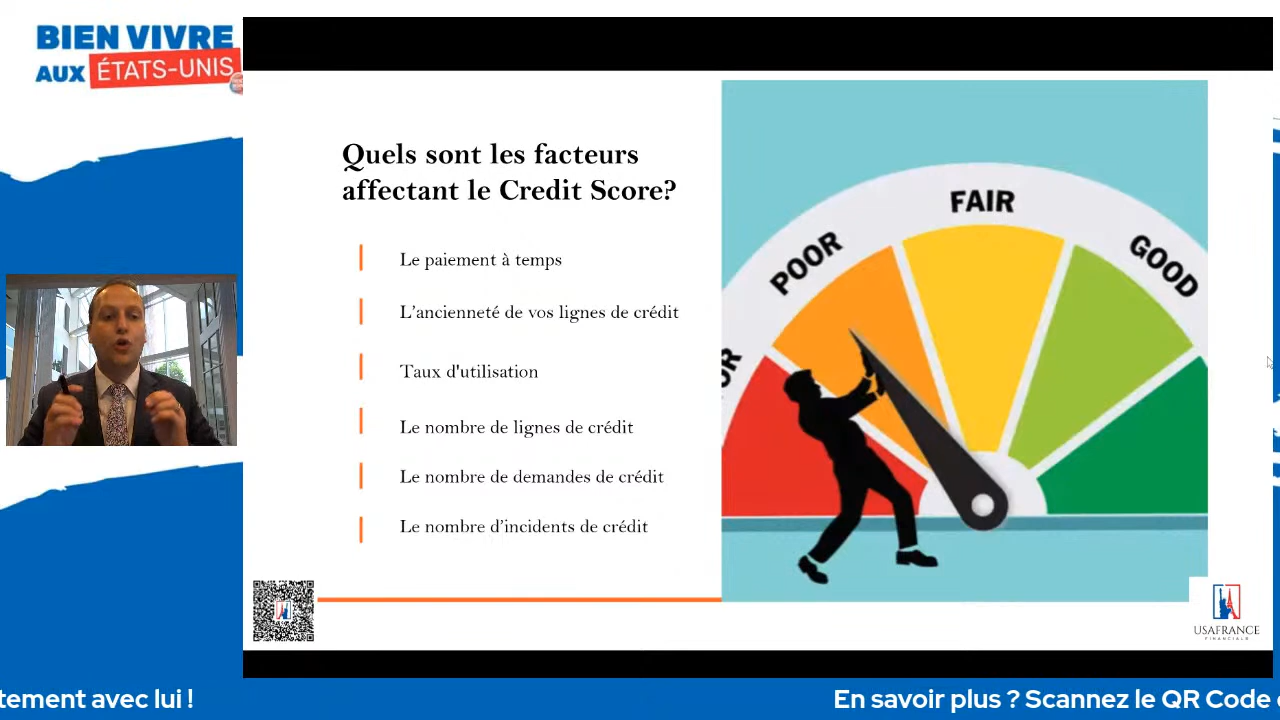 BIEN VIVRE
AUX ÉTATS-UNIS
Quels sont les facteurs
affectant le Credit Score?
Le paiement à temps
L'ancienneté de vos lignes de crédit
Taux d'utilisation
Le nombre de lignes de crédit
Le nombre de demandes de crédit
Le nombre d'incidents de crédit
POOR
FAIR
GOOD
USAFRANCE
FINANCIALS
avec lui !
En savoir plus ? Scannez le QR Code